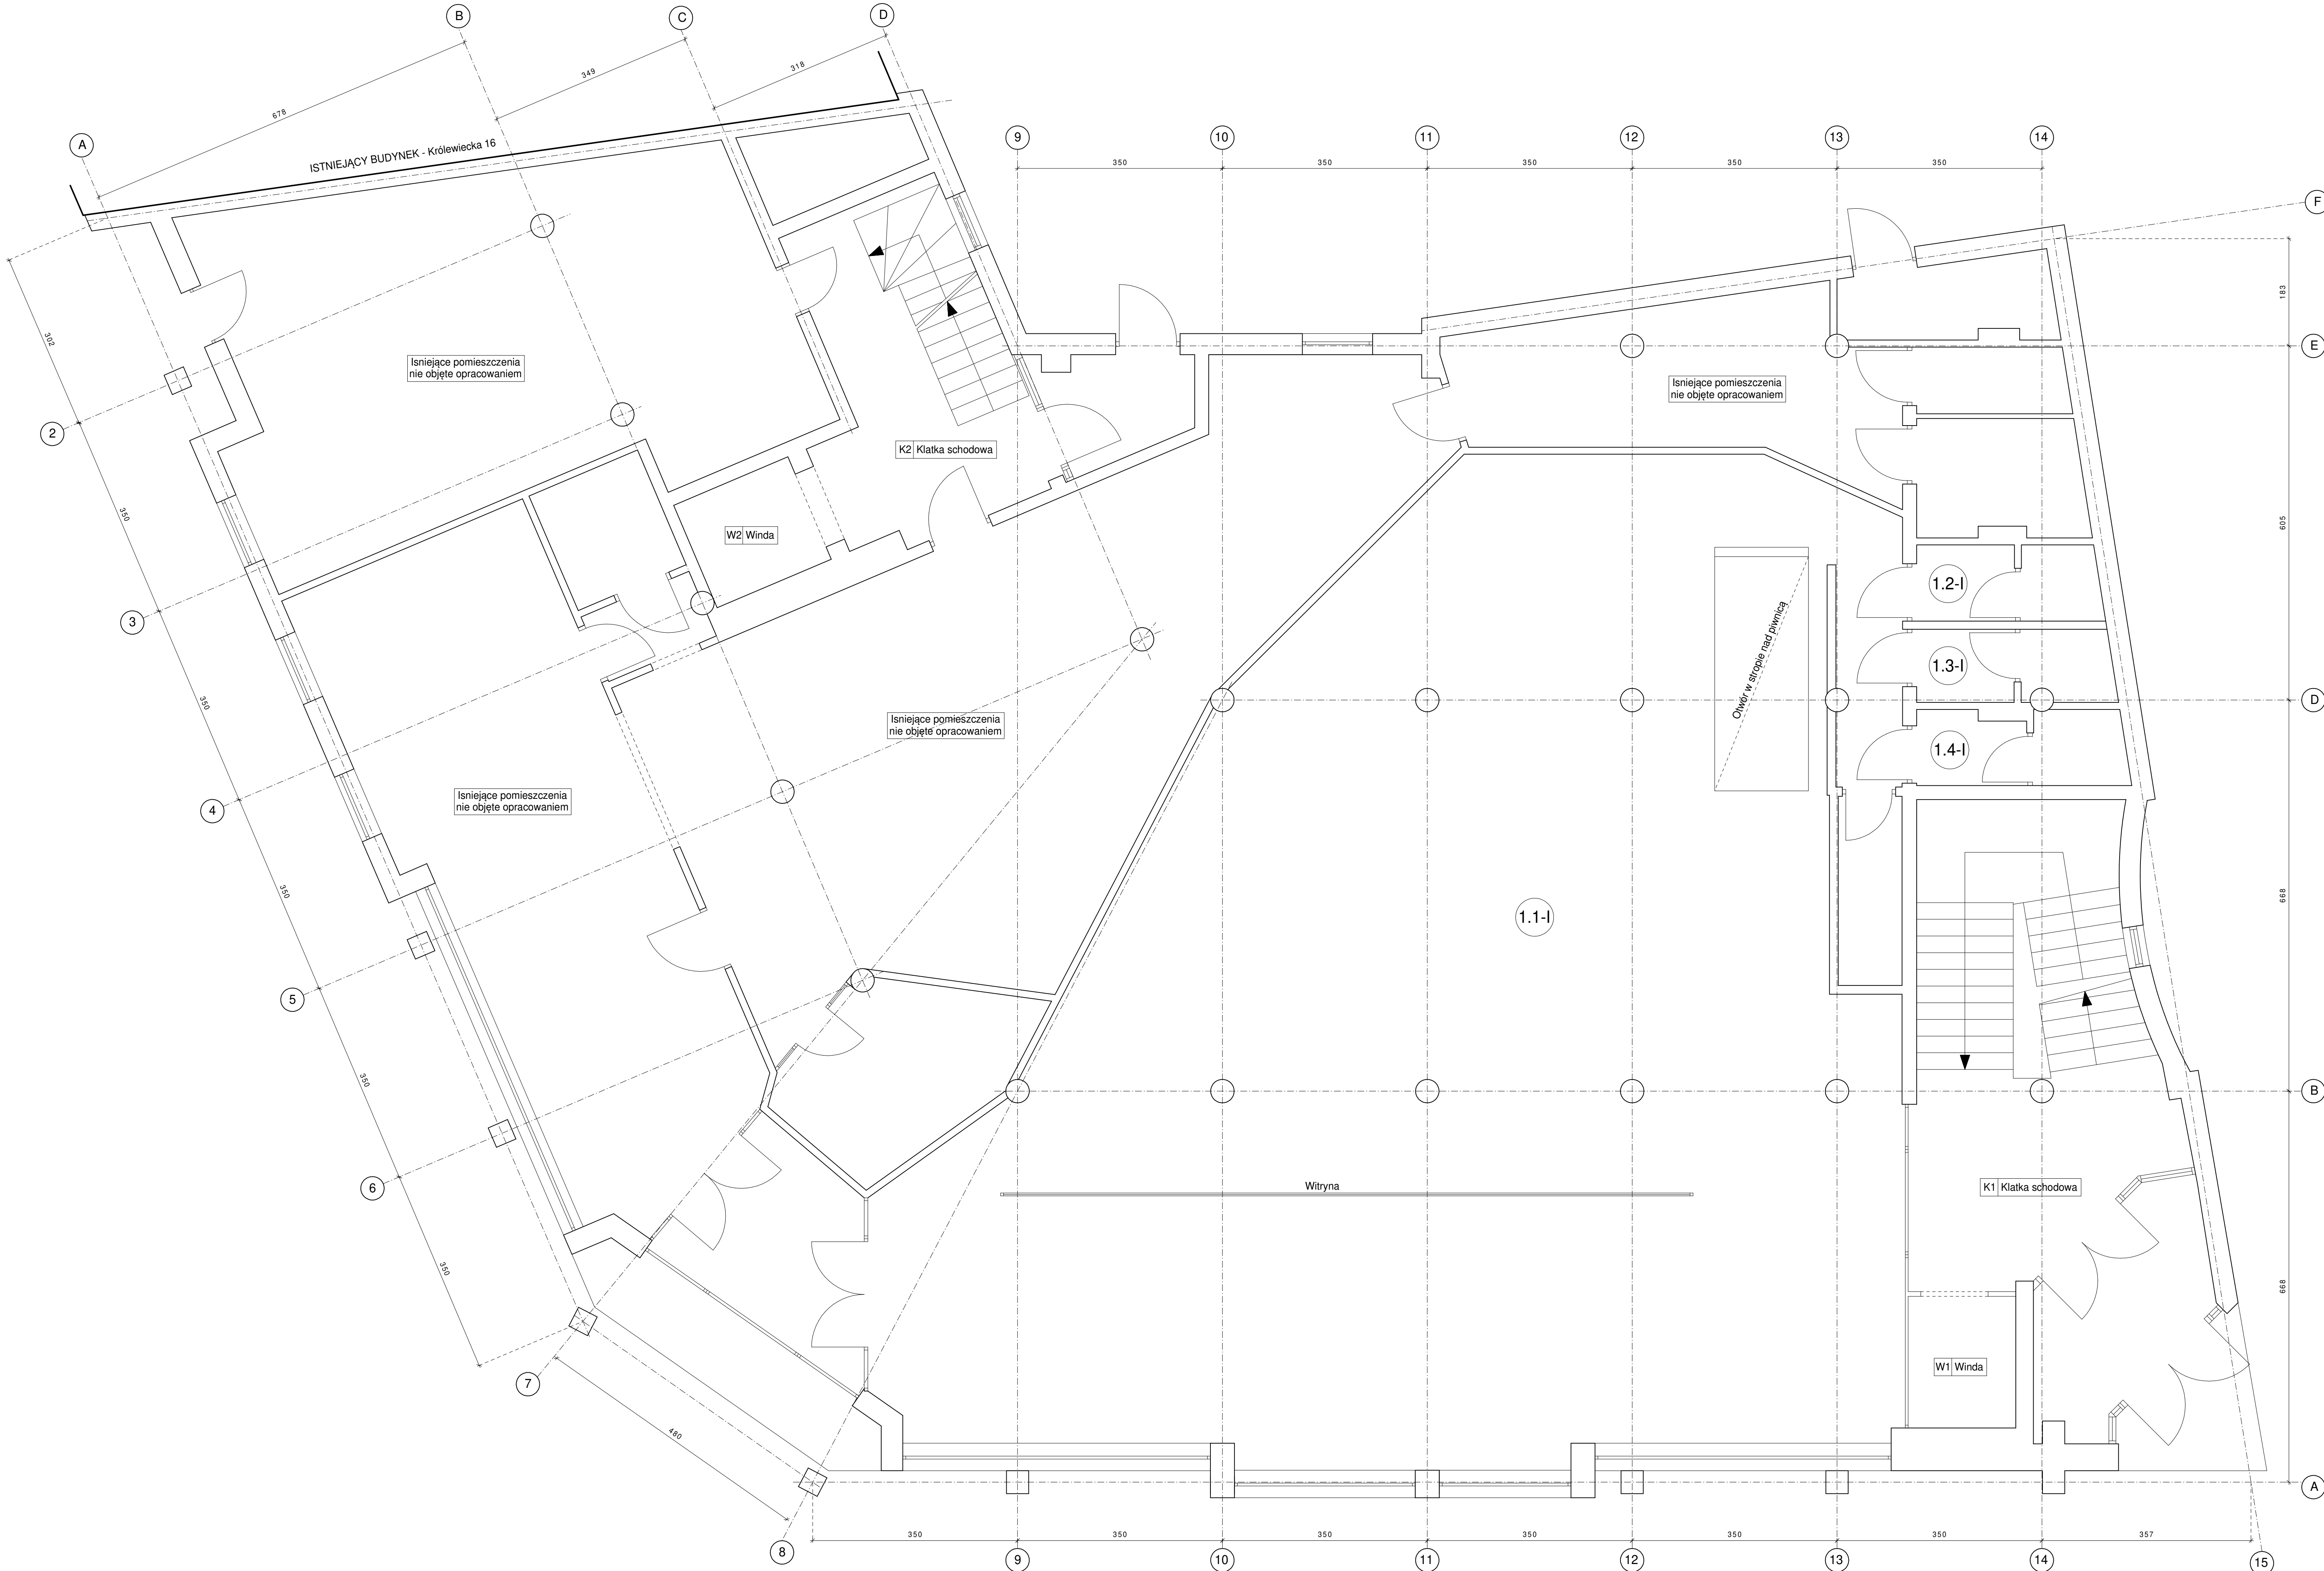 B
C
D
A
678
349
318
ISTNIEJĄCY BUDYNEK - Królewiecka 16
9
10
11
12
13
14
350
350
350
350
350
F
183
E
605
D
668
B
668
A
302
350
350
350
350
350
2
3
4
5
6
7
8
480
Isniejące pomieszczenia
nie objęte opracowaniem
K2 Klatka schodowa
W2 Winda
Isniejące pomieszczenia
nie objęte opracowaniem
Isniejące pomieszczenia
nie objęte opracowaniem
Isniejące pomieszczenia
nie objęte opracowaniem
Otwór w stropie nad piwnicą
1.2-I
1.3-I
1.4-I
1.1-I
Witryna
K1 Klatka schodowa
W1 Winda
350
350
350
350
350
350
357
9
10
11
12
13
14
15